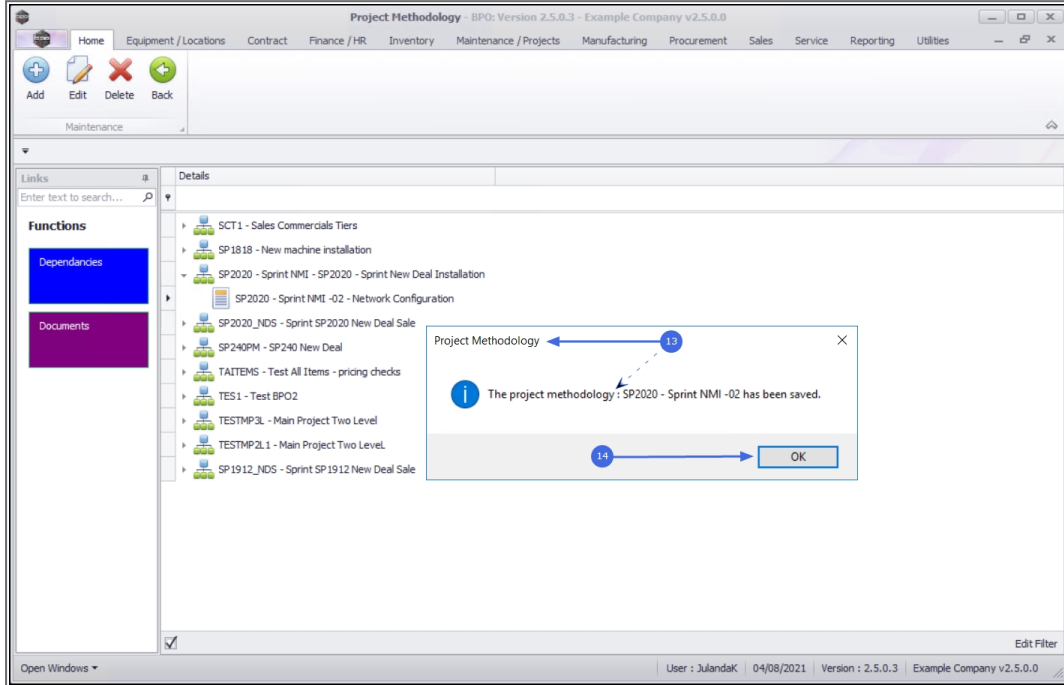 Project Methodology - BPO: Version 2.5.0.3 - Example Company v2.5.0.0
Home Equipment / Locations Contract Finance / HR Inventory Maintenance / Projects Manufacturing Procurement Sales Service Reporting Utilities
Add Edit Delete Back
Maintenance
Links
Enter text to search...
Functions
Dependancies
Documents
Details
SCT1 - Sales Commercials Tiers
SP1818 - New machine installation
SP2020 - Sprint NMI - SP2020 - Sprint New Deal Installation
SP2020 - Sprint NMI -02 - Network Configuration
SP2020_NDS - Sprint SP2020 New Deal Sale
SP240PM - SP240 New Deal
TAITEMS - Test All Items - pricing checks
TES1 - Test BPO2
TESTMP3L - Main Project Two Level
TESTMP2L1 - Main Project Two LeveL
SP1912_NDS - Sprint SP1912 New Deal Sale
Project Methodology
13
The project methodology : SP2020 - Sprint NMI -02 has been saved.
14
OK
Edit Filter
Open Windows
User : JulandaK 04/08/2021 Version : 2.5.0.3 Example Company v2.5.0.0